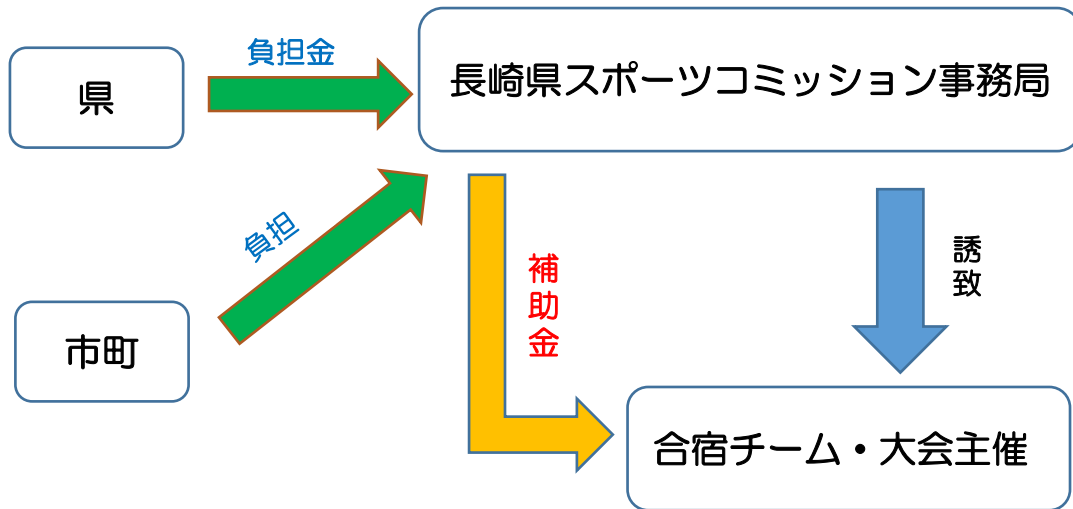 負担金
県
長崎県スポーツコミッション事務局
負担
市町
補助金
誘致
合宿チーム・大会主催